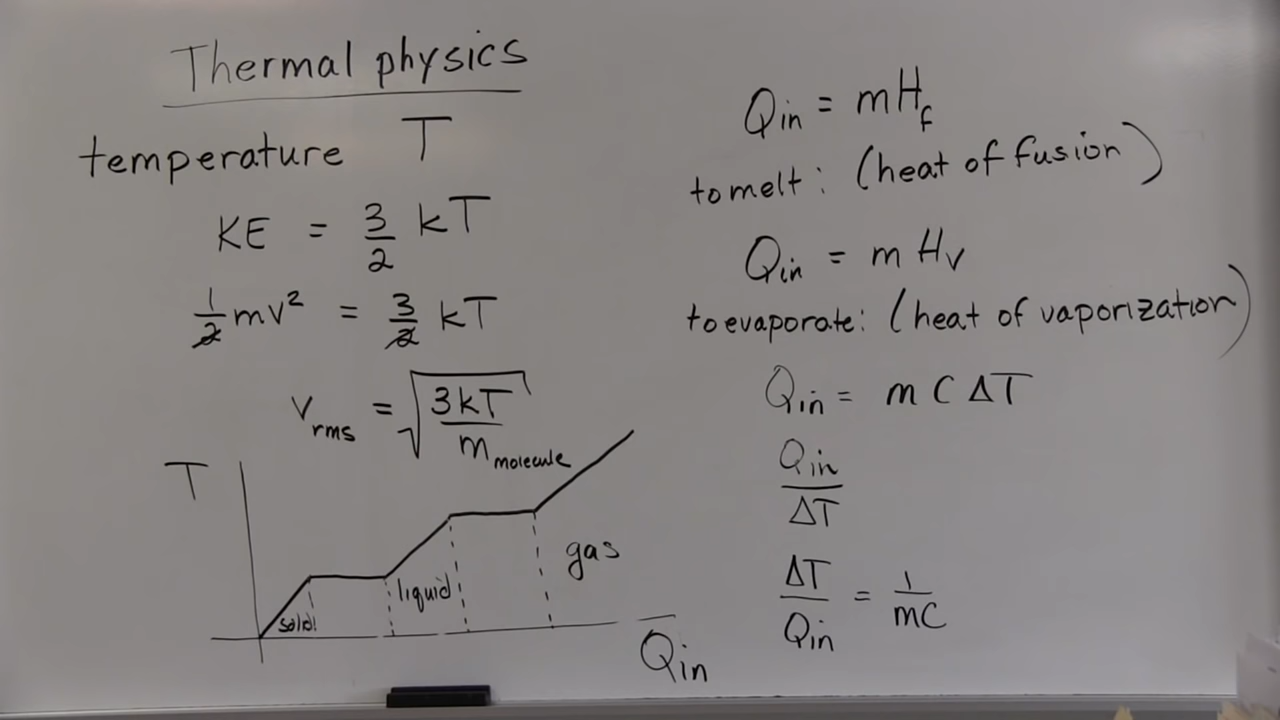 Thermal physics
temperature T
KE = 3/2 kT
1/2 mv² = 3/2 kT
v_rms = √(3kT / m_molecule)
T
solid
liquid
gas
Q_in
Q_in = mH_f
to melt: (heat of fusion)
Q_in = mH_v
to evaporate: (heat of vaporization)
Q_in = mCΔT
Q_in / ΔT
ΔT / Q_in = 1 / mC